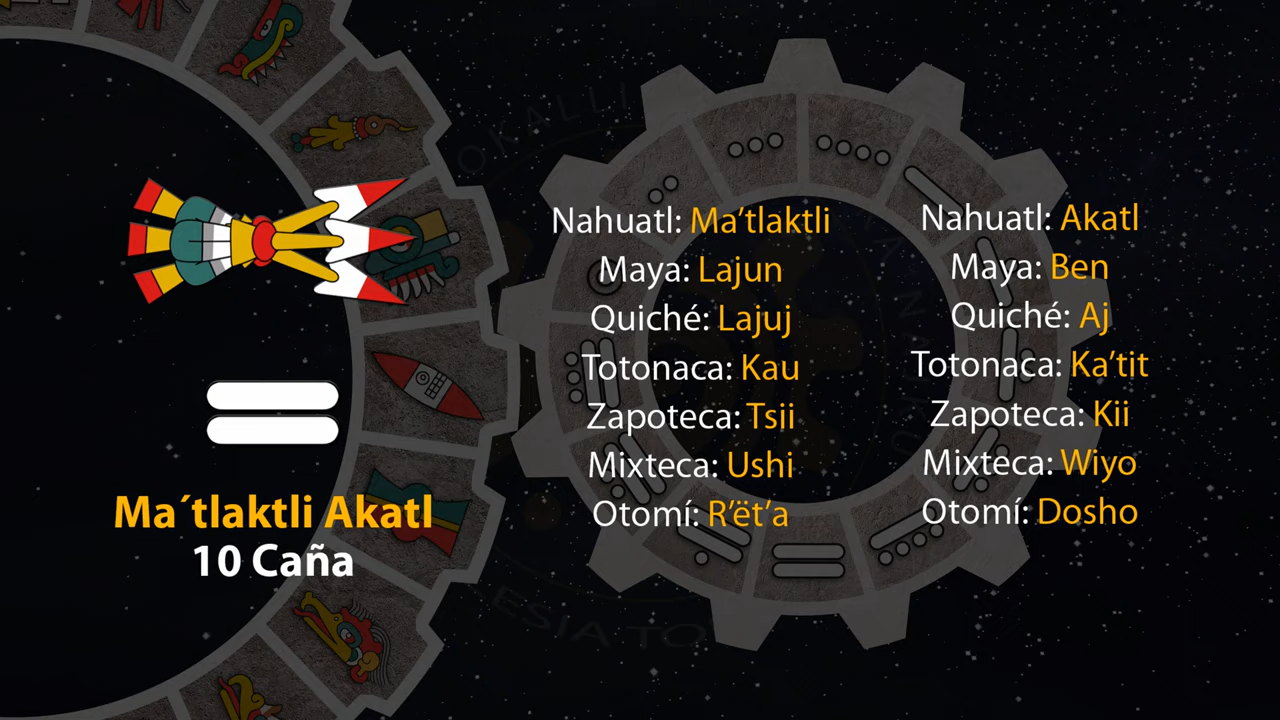 Ma´tlaktli Akatl
10 Caña
Nahuatl: Ma’tlaktli
Maya: Lajun
Quiché: Lajuj
Totonaca: Kau
Zapoteca: Tsii
Mixteca: Ushi
Otomí: R’ët’a
Nahuatl: Akatl
Maya: Ben
Quiché: Aj
Totonaca: Ka’tit
Zapoteca: Kii
Mixteca: Wiyo
Otomí: Dosho